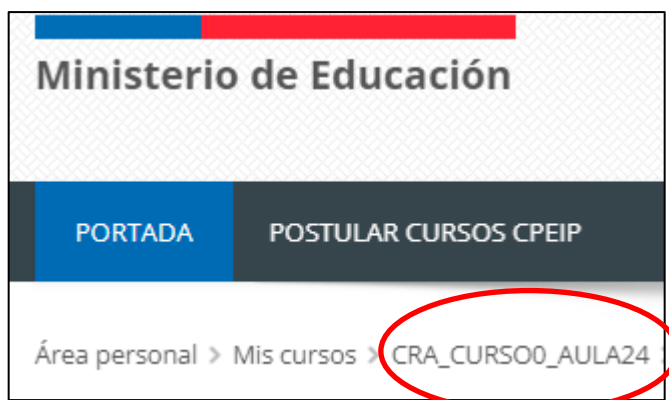 Ministerio de Educación
PORTADA POSTULAR CURSOS CPEIP
Área personal > Mis cursos > CRA_CURSO0_AULA24